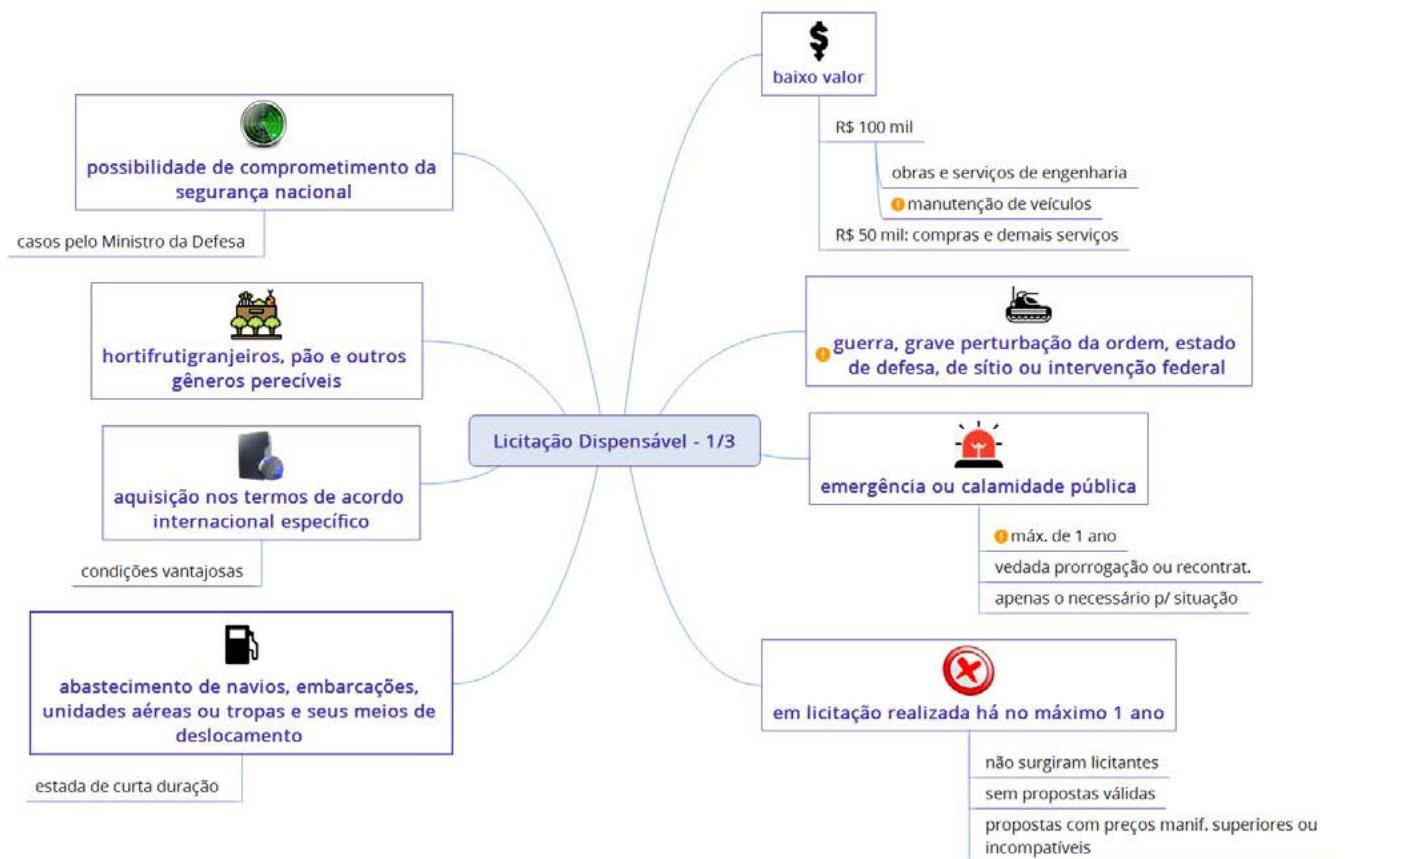 Licitação Dispensável - 1/3
baixo valor
R$ 100 mil
obras e serviços de engenharia
manutenção de veículos
R$ 50 mil: compras e demais serviços
guerra, grave perturbação da ordem, estado
de defesa, de sítio ou intervenção federal
emergência ou calamidade pública
máx. de 1 ano
vedada prorrogação ou recontrat.
apenas o necessário p/ situação
em licitação realizada há no máximo 1 ano
não surgiram licitantes
sem propostas válidas
propostas com preços manif. superiores ou
incompatíveis
possibilidade de comprometimento da
segurança nacional
casos pelo Ministro da Defesa
hortifrutigranjeiros, pão e outros
gêneros perecíveis
aquisição nos termos de acordo
internacional específico
condições vantajosas
abastecimento de navios, embarcações,
unidades aéreas ou tropas e seus meios de
deslocamento
estada de curta duração